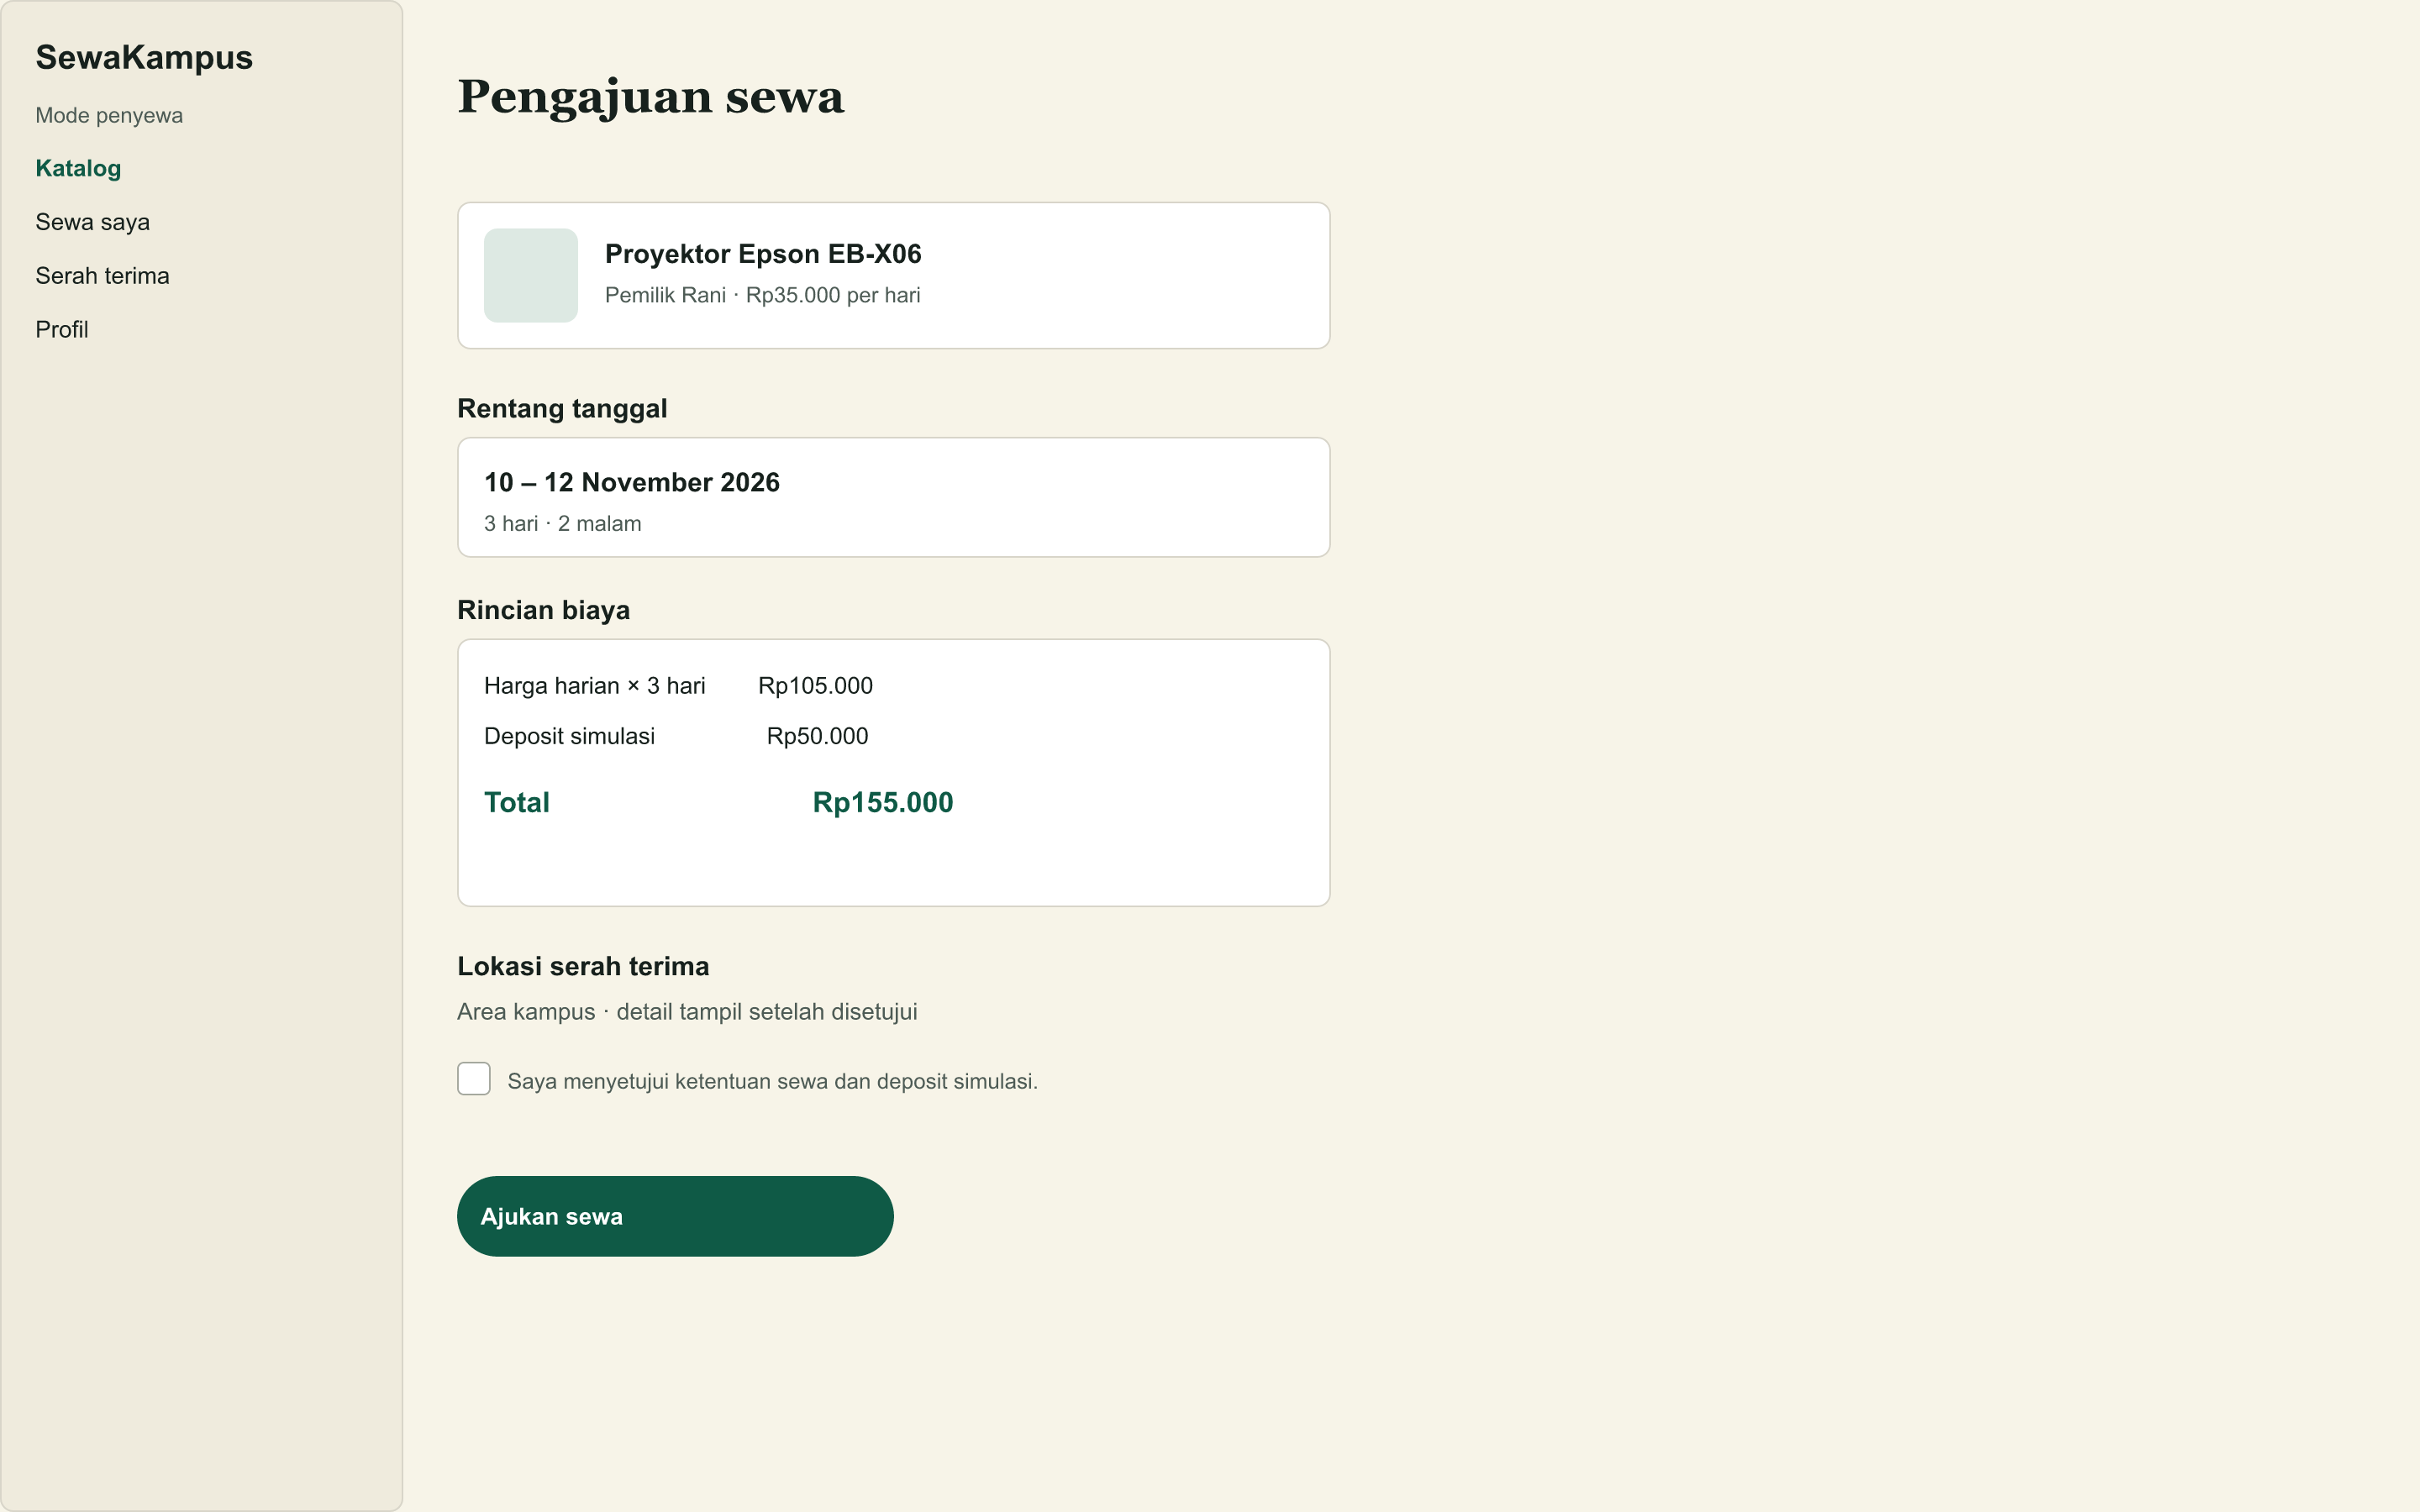 SewaKampus
Mode penyewa
Katalog
Sewa saya
Serah terima
Profil
Pengajuan sewa
Proyektor Epson EB-X06
Pemilik Rani · Rp35.000 per hari
Rentang tanggal
10 – 12 November 2026
3 hari · 2 malam
Rincian biaya
Harga harian × 3 hari Rp105.000
Deposit simulasi Rp50.000
Total Rp155.000
Lokasi serah terima
Area kampus · detail tampil setelah disetujui
Saya menyetujui ketentuan sewa dan deposit simulasi.
Ajukan sewa